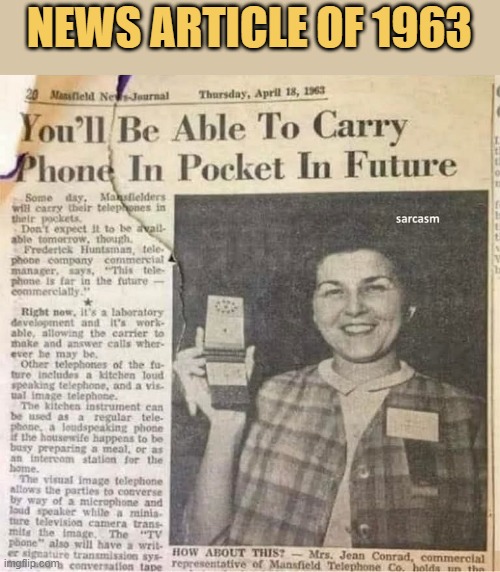 NEWS ARTICLE OF 1963
20 Mansfield News-Journal Thursday, April 18, 1963
You'll Be Able To Carry
Phone In Pocket In Future
Some day, Mansfielders
will carry their telephones in
their pockets.
Don't expect it to be avail-
able tomorrow, though.
Frederick Huntsman, tele-
phone company commercial
manager, says, "This tele-
phone is far in the future —
commercially."
Right now, it's a laboratory
development and it's work-
able, allowing the carrier to
make and answer calls wher-
ever he may be.
Other telephones of the fu-
ture includes a kitchen loud
speaking telephone, and a vis-
ual image telephone.
The kitchen instrument can
be used as a regular tele-
phone, a loudspeaking phone
if the housewife happens to be
busy preparing a meal, or as
an intercom station for the
home.
The visual image telephone
allows the parties to converse
by way of a microphone and
loud speaker while a minia-
ture television camera trans-
mits the image. The "TV
phone" also will have a writ-
er signature transmission sys-
conversation tape
sarcasm
HOW ABOUT THIS? — Mrs. Jean Conrad, commercial
representative of Mansfield Telephone Co. holds up the
imgflip.com